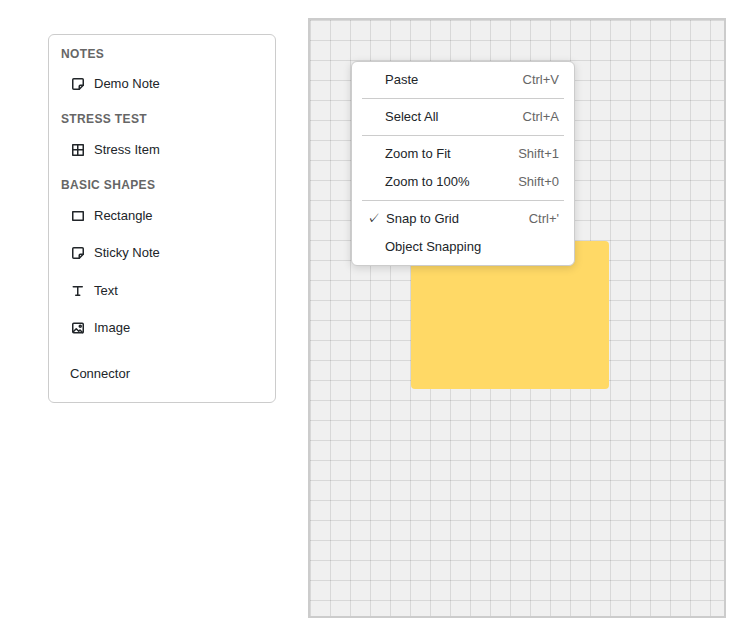 NOTES
Demo Note
STRESS TEST
Stress Item
BASIC SHAPES
Rectangle
Sticky Note
Text
Image
Connector
Paste Ctrl+V
Select All Ctrl+A
Zoom to Fit Shift+1
Zoom to 100% Shift+0
✓ Snap to Grid Ctrl+'
Object Snapping